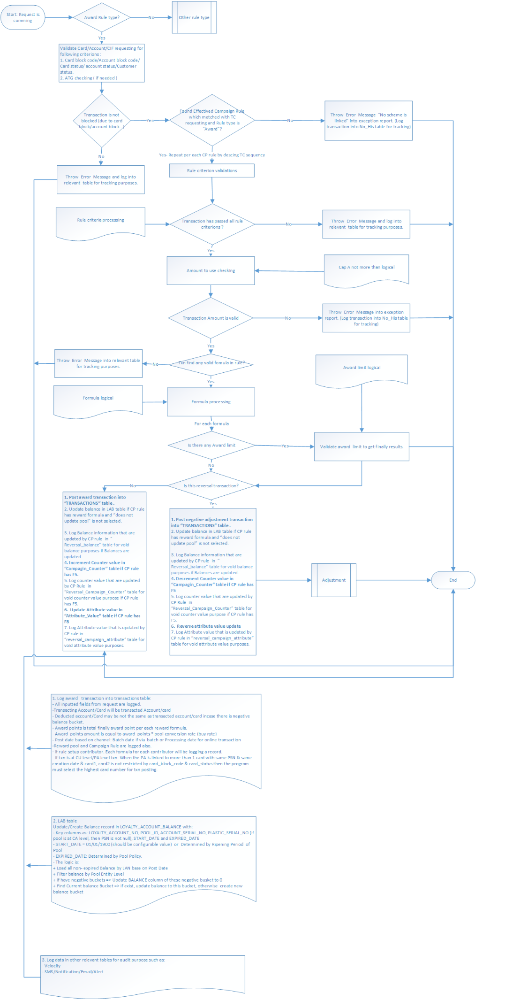 Start: Request is
comming
Award Rule type?
No
Other rule type
Yes
Validate Card/Account/CIF requesting for
following criterions :
1. Card block code/Account block code/
Card status/ account status/Customer
status.
2. ATG checking ( if needed )
Transaction is not
blocked (due to card
block/account block...)
Yes
Found Effectived Campaign Rule
which matched with TC
requesting and Rule type is
“Award”?
No
Throw Error Message “No scheme is
linked” into exception report. (Log
transaction into No_His table for tracking)
No
Yes- Repeat per each CP rule by descing TC sequency
Throw Error Message and log into
relevant table for tracking purposes.
Rule criterion validations
Rule criteria processing
Transaction has passed all rule
criterions ?
No
Throw Error Message and log into
relevant table for tracking purposes.
Yes
Amount to use checking
Cap A not more than logical
Transaction Amount is valid
No
Throw Error Message into exception
report. (Log transaction into No_His table
for tracking)
Yes
Throw Error Message into relevant table
for tracking purposes.
No
Txn find any valid fomula in rule?
Award limit logical
Yes
Formula logical
Formula processing
For each formula
Is there any Award limit
Yes
Validate award limit to get finally results.
No
Is this reversal transaction?
No
Yes
1. Post award transaction into
“TRANSACTIONS” table .
2. Update balance in LAB table if CP rule
has reward formula and “does not
update pool” is not selected.
3. Log Balance information that are
updated by CP rule in “
Reversal_balance” table for void
balance purposes if Balances are
updated.
4. Increment Counter value in
“Campagin_Counter” table if CP rule
has F5.
5. Log counter value that are updated
by CP Rule in
“Reversal_Campaign_Counter” table for
void counter value purpose if CP rule
has F5.
6. Update Attribute value in
“Attribute_Value” table if CP rule has
F8
7. Log Attribute value that is updated by
CP rule in
“reversal_campaign_attribute” table for
void attribute value purposes.
1. Post negative adjustment transaction
into “TRANSACTIONS” table .
2. Update balance in LAB table if CP rule
has reward formula and “does not
update pool” is not selected.
3. Log Balance information that are
updated by CP rule in “
Reversal_balance” table for void balance
purposes if Balances are updated.
4. Decrement Counter value in
“Campagin_Counter” table if CP rule has
F5
5. Log counter value that are updated by
CP Rule in
“Reversal_Campaign_Counter” table for
void counter value purpose if CP rule has
F5.
6. Reverse attribute value update
7. Log Attribute value that is updated by
CP rule in “reversal_campaign_attribute”
table for void attribute value purposes.
Adjustment
End
1. Log award transaction into transactions table:
- All Inputted fields from request are logged.
-Transacting Account/Card will be transacted Account/card
- Deducted account/Card may be not the same as transacted account/card incase there is negative
balance bucket.
- Award points is total finally award point per each reward formula.
- Award points amount is equal to award points * pool conversion rate (buy rate)
- Post date based on channel: Batch date if via batch or Processing date for online transaction
-Reward pool and Campaign Rule are logged also.
- If rule setup contributor. Each formula for each contributor will be logging a record.
- If txn is at CU level/PA level txn: When the PA is linked to more than 1 card with same PSN & same
creation date & card1, card2 is not restricted by card_block_code & card_status then the program
must select the highest card number for txn posting.
2. LAB table
Update/Create Balance record in LOYALTY_ACCOUNT_BALANCE with:
- Key columns as: LOYALTY_ACCOUNT_NO, POOL_ID, ACCOUNT_SERIAL_NO, PLASTIC_SERIAL_NO (if
pool is at CA level, then PSN is not null), START_DATE and EXPIRED_DATE
- START_DATE = 01/01/1900 (should be configurable value) or Determined by Ripening Period of
Pool
- EXPIRED_DATE: Determined by Pool Policy.
- The logic is:
+ Load all non- expired Balance by LAN base on Post Date
+ Filter balance by Pool Entity Level
+ If have negative buckets => Update BALANCE column of these negative busket to 0
+ Find Current balance Bucket => if exist, update balance to this bucket, otherwise create new
balance bucket
3. Log data in other relevant tables for audit purpose such as:
- Velocity
- SMS/Notification/Email/Alert..